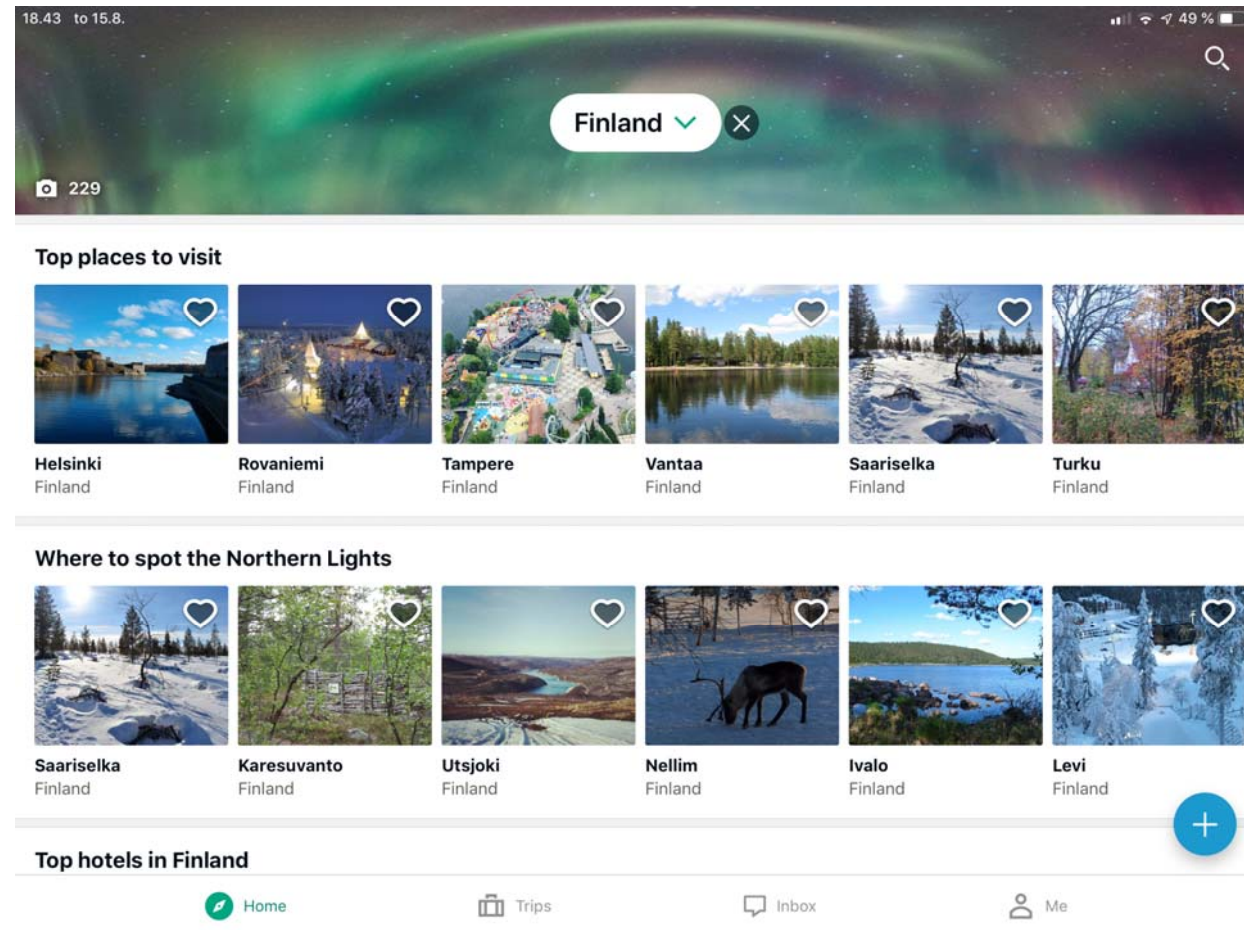 18.43 to 15.8.
49 %
Finland
229
Top places to visit
Helsinki Rovaniemi Tampere Vantaa Saariselka Turku
Finland Finland Finland Finland Finland Finland
Where to spot the Northern Lights
Saariselka Karesuvanto Utsjoki Nellim Ivalo Levi
Finland Finland Finland Finland Finland Finland
Top hotels in Finland
Home Trips Inbox Me